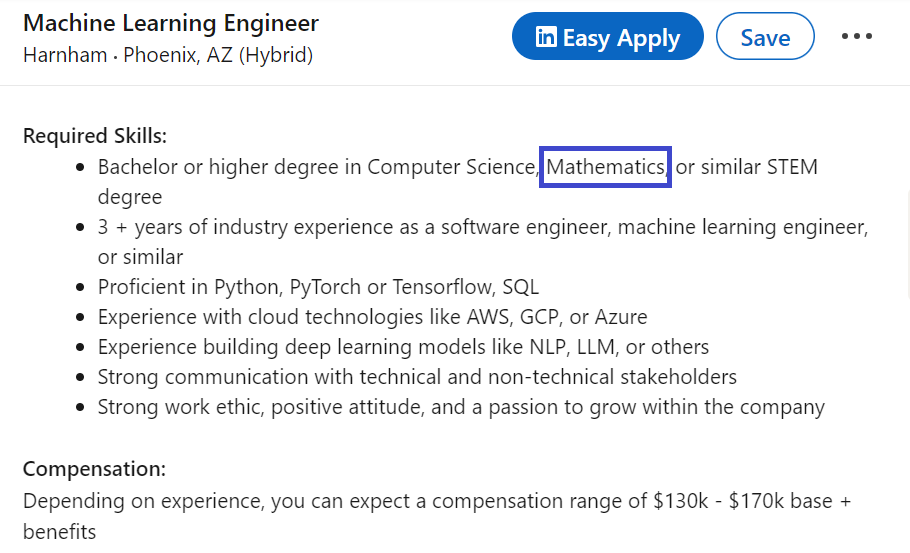 Machine Learning Engineer
Harnham · Phoenix, AZ (Hybrid)
in Easy Apply
Save
Required Skills:
• Bachelor or higher degree in Computer Science, Mathematics, or similar STEM
degree
• 3 + years of industry experience as a software engineer, machine learning engineer,
or similar
• Proficient in Python, PyTorch or Tensorflow, SQL
• Experience with cloud technologies like AWS, GCP, or Azure
• Experience building deep learning models like NLP, LLM, or others
• Strong communication with technical and non-technical stakeholders
• Strong work ethic, positive attitude, and a passion to grow within the company
Compensation:
Depending on experience, you can expect a compensation range of $130k - $170k base +
benefits